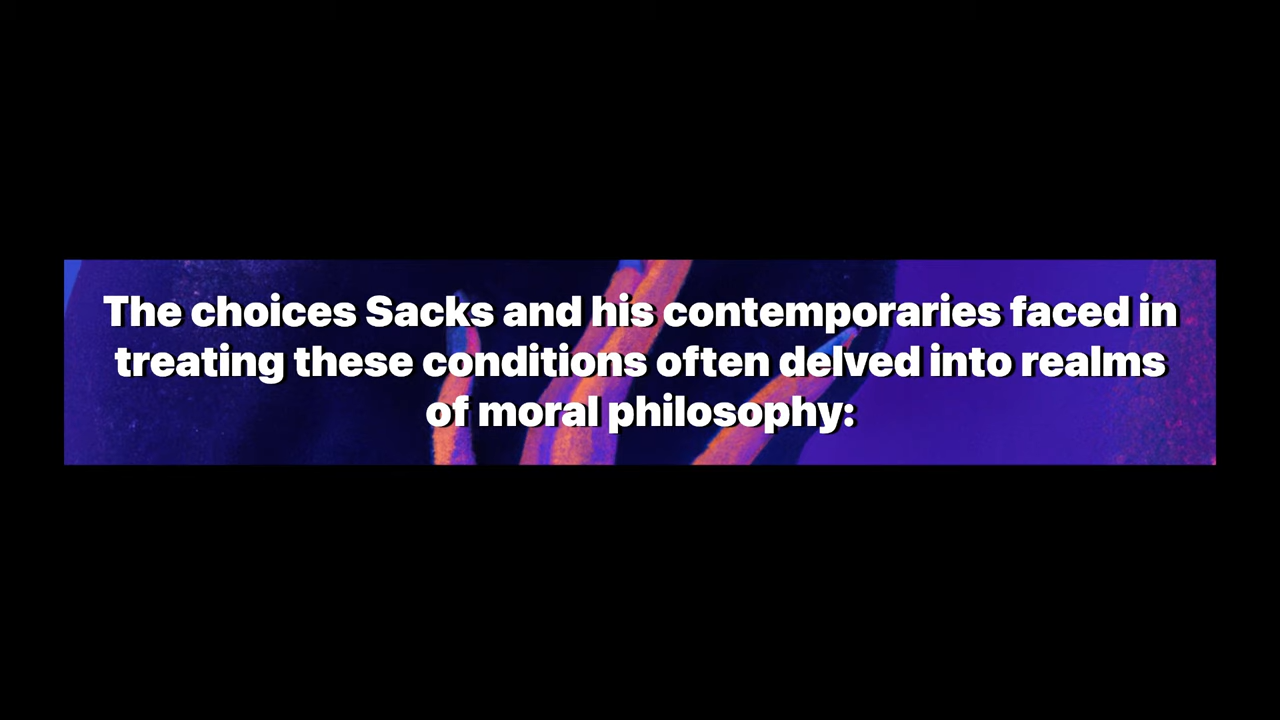 The choices Sacks and his contemporaries faced in
treating these conditions often delved into realms
of moral philosophy: